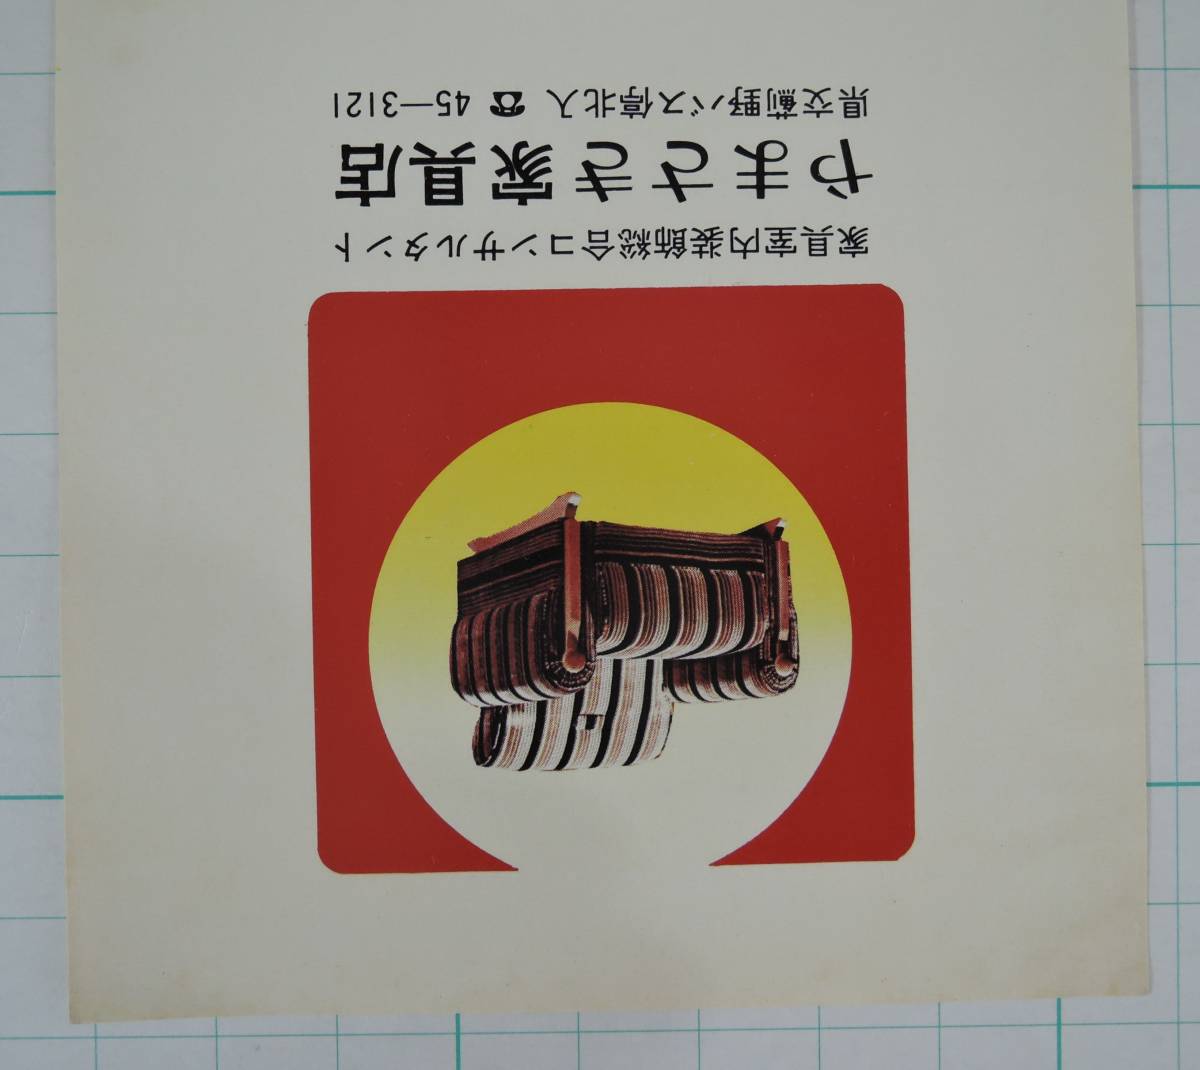 家具室内装飾総合コンサルタント
やまさき家具店
県交薊野バス停北入 ☎ 45—3121